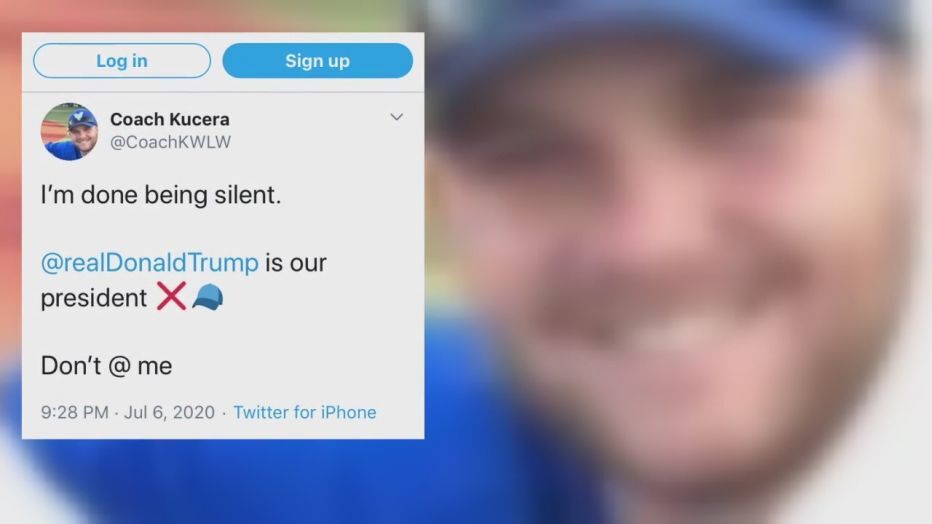 Log in
Sign up
Coach Kucera
@CoachKWLW
I'm done being silent.
@realDonaldTrump is our
president ❌🧢
Don't @ me
9:28 PM · Jul 6, 2020 · Twitter for iPhone